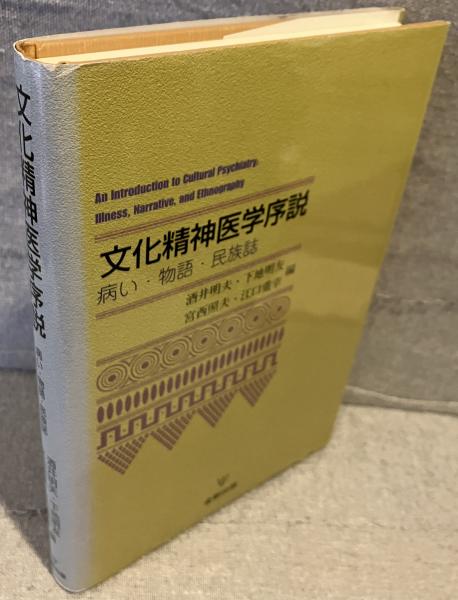 An Introduction to Cultural Psychiatry:
Illness, Narrative, and Ethnography
文化精神医学序説
病い・物語・民族誌
酒井明夫・下地明友
宮西照夫・江口重幸 編
文化精神医学序説